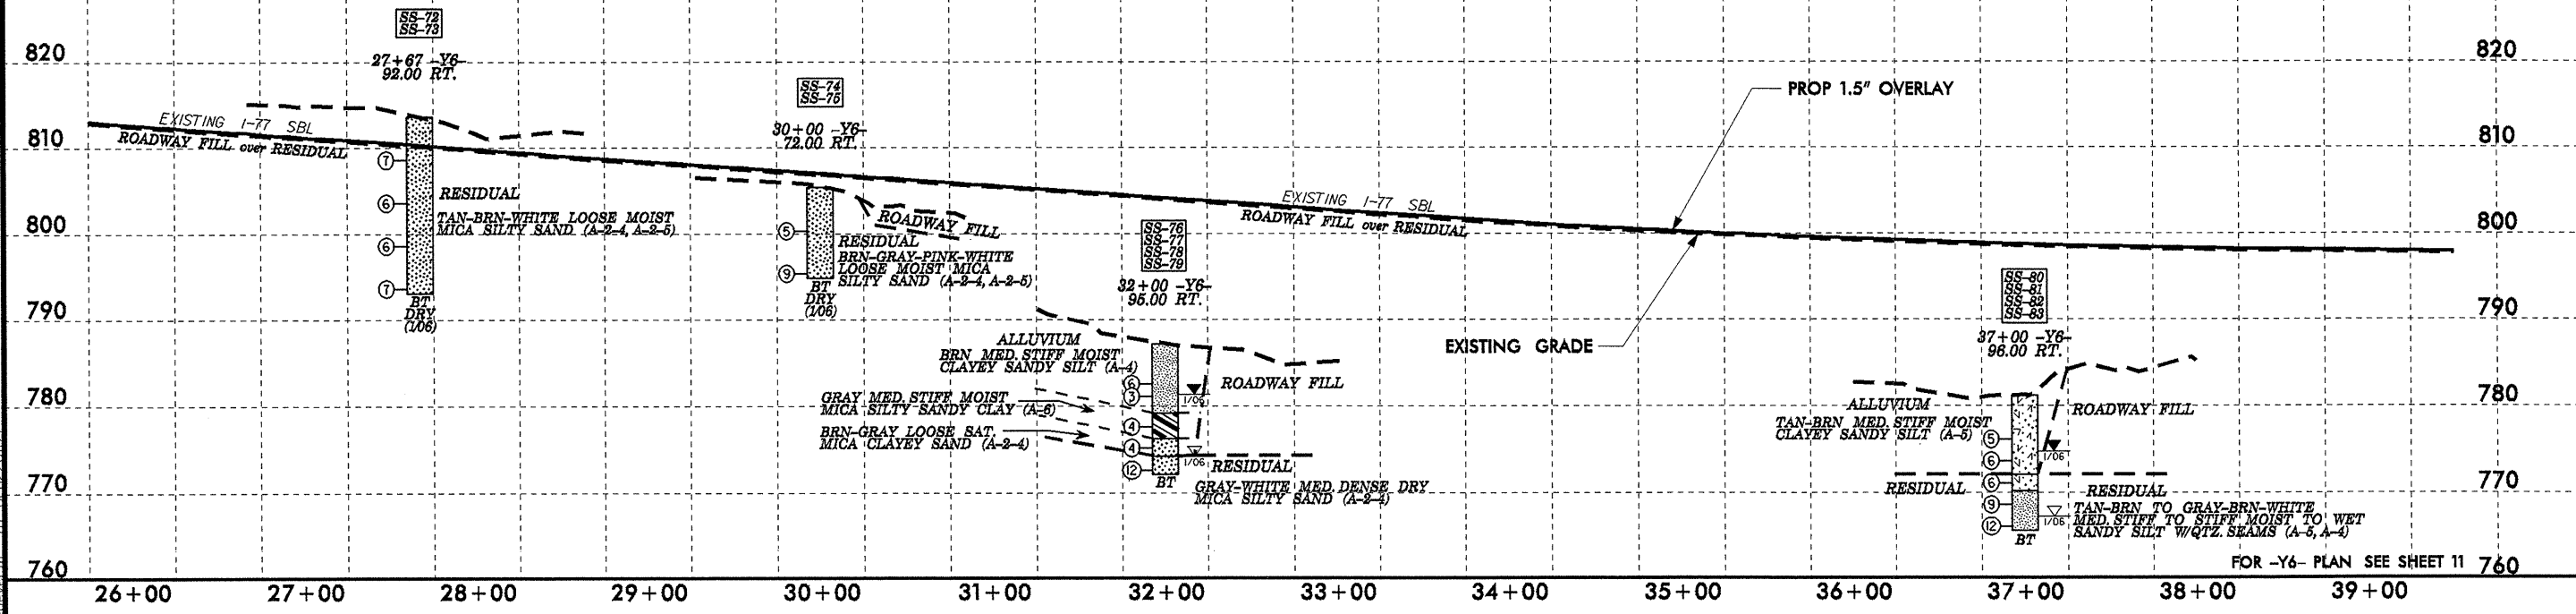 SS-72
SS-73
27+67 -Y6-
92.00 RT.
820
820
SS-74
SS-75
30+00 -Y6-
72.00 RT.
PROP 1.5" OVERLAY
EXISTING I-77 SBL
ROADWAY FILL over RESIDUAL
810
810
7
6
6
7
RESIDUAL
TAN-BRN-WHITE LOOSE MOIST
MICA SILTY SAND (A-2-4, A-2-5)
BT
DRY
(1/06)
5
9
ROADWAY FILL
RESIDUAL
BRN-GRAY-PINK-WHITE
LOOSE MOIST MICA
SILTY SAND (A-2-4, A-2-5)
BT
DRY
(1/06)
EXISTING I-77 SBL
ROADWAY FILL over RESIDUAL
800
800
SS-76
SS-77
SS-78
SS-79
32+00 -Y6-
95.00 RT.
SS-80
SS-81
SS-82
SS-83
37+00 -Y6-
96.00 RT.
790
790
EXISTING GRADE
ALLUVIUM
BRN MED. STIFF MOIST
CLAYEY SANDY SILT (A-4)
GRAY MED. STIFF MOIST
MICA SILTY SANDY CLAY (A-6)
BRN-GRAY LOOSE SAT.
MICA CLAYEY SAND (A-2-4)
6
3
4
4
12
BT
1/06
1/06
ROADWAY FILL
RESIDUAL
GRAY-WHITE MED. DENSE DRY
MICA SILTY SAND (A-2-4)
780
780
ALLUVIUM
TAN-BRN MED. STIFF MOIST
CLAYEY SANDY SILT (A-5)
5
6
6
9
12
BT
1/06
1/06
ROADWAY FILL
RESIDUAL
RESIDUAL
TAN-BRN TO GRAY-BRN-WHITE
MED. STIFF TO STIFF MOIST TO WET
SANDY SILT W/QTZ. SEAMS (A-5, A-4)
770
770
FOR -Y6- PLAN SEE SHEET 11
760
760
26+00 27+00 28+00 29+00 30+00 31+00 32+00 33+00 34+00 35+00 36+00 37+00 38+00 39+00